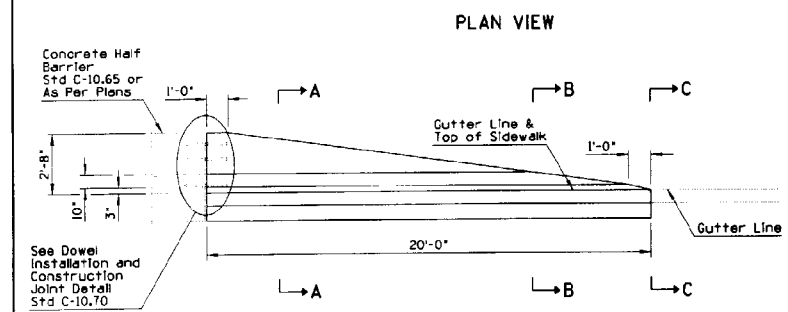 PLAN VIEW
Concrete Half
Barrier
Std C-10.65 or
As Per Plans
1'-0"
A
B
C
Gutter Line &
Top of Sidewalk
1'-0"
2'-8"
10"
3"
Gutter Line
20'-0"
See Dowel
Installation and
Construction
Joint Detail
Std C-10.70
A
B
C